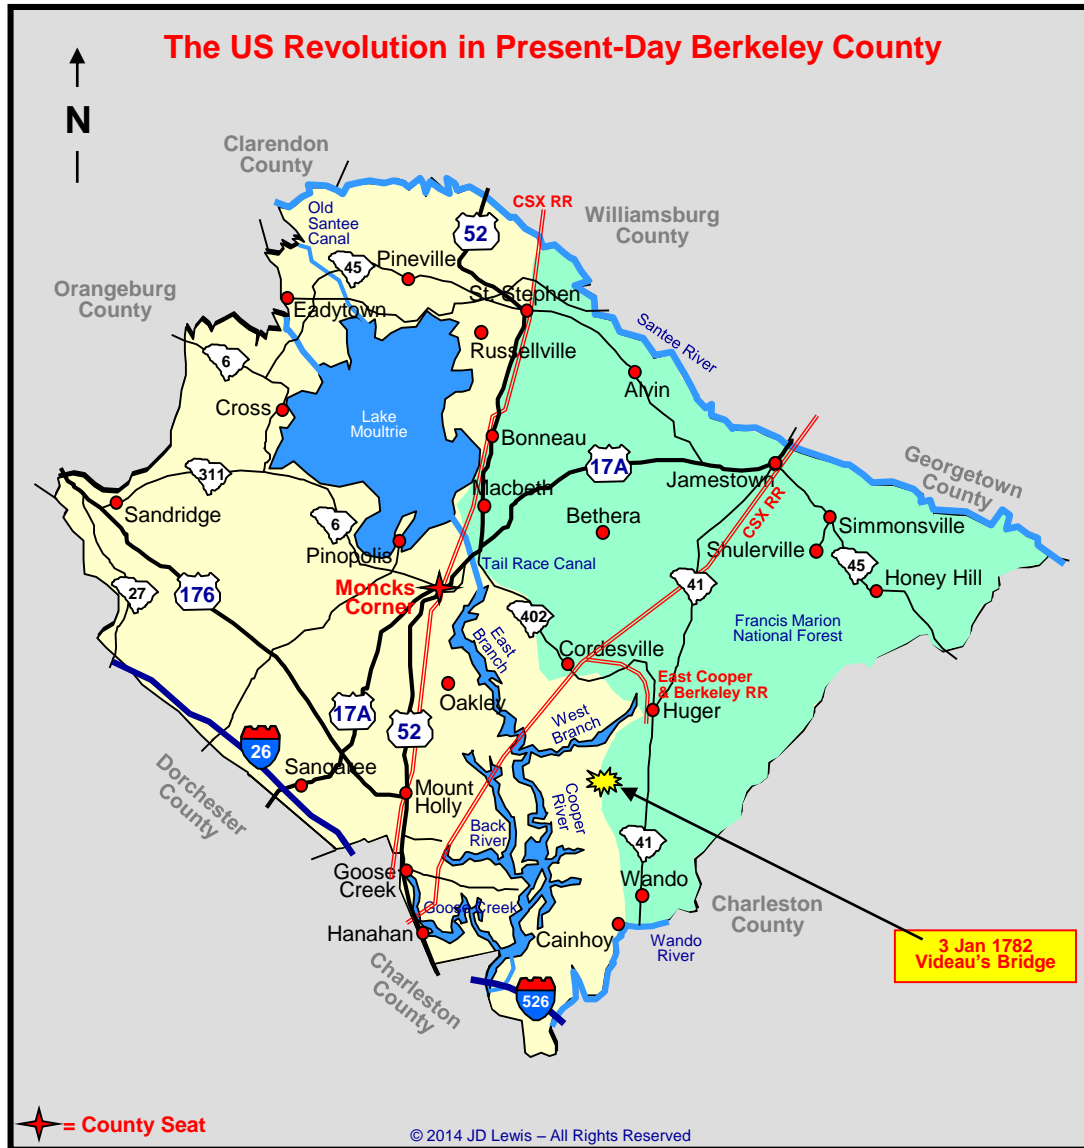 The US Revolution in Present-Day Berkeley County
N
Clarendon
County
CSX RR
Williamsburg
County
Old
Santee
Canal
52
45
Pineville
Orangeburg
County
Eadytown
St. Stephen
Russellville
Santee River
6
Alvin
Cross
Lake
Moultrie
Bonneau
17A
Jamestown
Georgetown
County
311
Macbeth
CSX RR
Sandridge
6
Bethera
Simmonsville
Pinopolis
Shulerville
Tail Race Canal
45
Honey Hill
27
176
Moncks
Corner
41
402
East
Branch
Francis Marion
National Forest
Cordesville
East Cooper
& Berkeley RR
Oakley
Huger
17A
52
West
Branch
26
Sangaree
Dorchester
County
Mount
Holly
Cooper
River
Back
River
41
Goose
Creek
Wando
Goose Creek
Charleston
County
Hanahan
Cainhoy
Wando
River
3 Jan 1782
Videau's Bridge
Charleston
County
526
= County Seat
© 2014 JD Lewis – All Rights Reserved